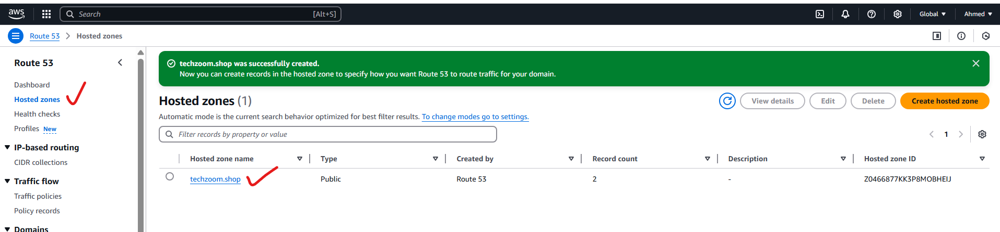 aws
Search [Alt+S]
Global Ahmed
Route 53 Hosted zones
Route 53
Dashboard
Hosted zones
Health checks
Profiles New
IP-based routing
CIDR collections
Traffic flow
Traffic policies
Policy records
Domains
techzoom.shop was successfully created.
Now you can create records in the hosted zone to specify how you want Route 53 to route traffic for your domain.
Hosted zones (1)
View details Edit Delete Create hosted zone
Automatic mode is the current search behavior optimized for best filter results. To change modes go to settings.
Filter records by property or value
1
Hosted zone name Type Created by Record count Description Hosted zone ID
techzoom.shop Public Route 53 2 - Z0466877KK3P8MOBHEIJ